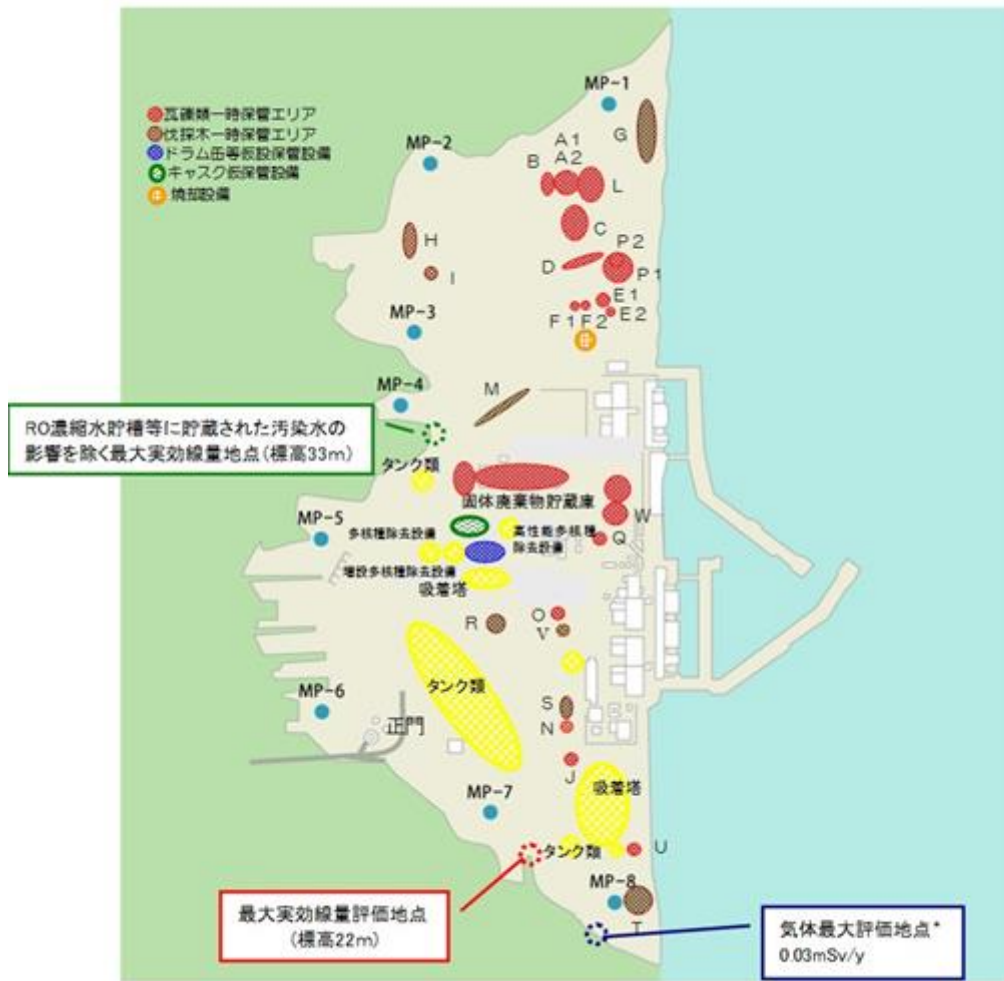 MP-1
瓦礫類一時保管エリア
伐採木一時保管エリア
ドラム缶等仮設保管設備
キャスク仮保管設備
焼却設備
MP-2
G
A1
A2
B
L
C
H
I
P2
D
P1
E1
F1
F2
E2
MP-3
MP-4
M
RO濃縮水貯槽等に貯蔵された汚染水の
影響を除く最大実効線量地点(標高33m)
タンク類
固体廃棄物貯蔵庫
W
MP-5
多核種除去設備
高性能多核種
除去設備
Q
増設多核種除去設備
吸着塔
R
O
V
タンク類
MP-6
正門
S
N
J
吸着塔
MP-7
タンク類
U
MP-8
T
最大実効線量評価地点
(標高22m)
気体最大評価地点*
0.03mSv/y